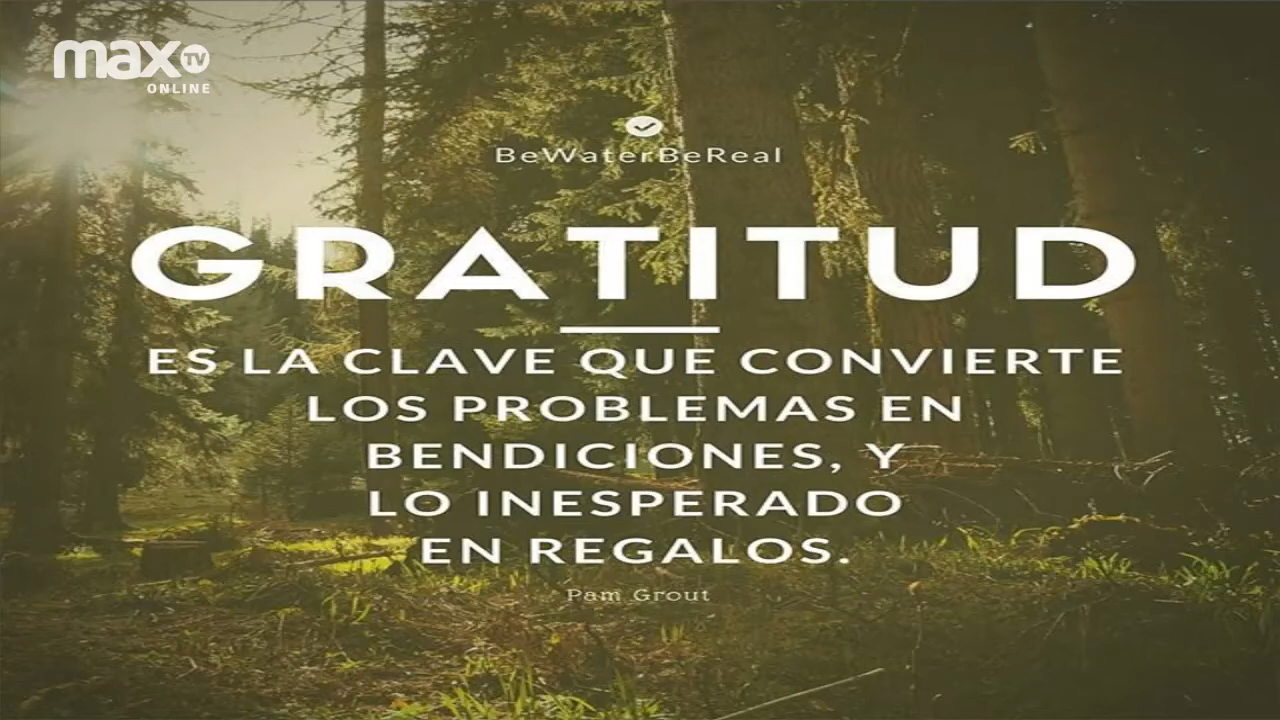 max TV
ONLINE
BeWaterBeReal
GRATITUD
ES LA CLAVE QUE CONVIERTE
LOS PROBLEMAS EN
BENDICIONES, Y
LO INESPERADO
EN REGALOS.
Pam Grout